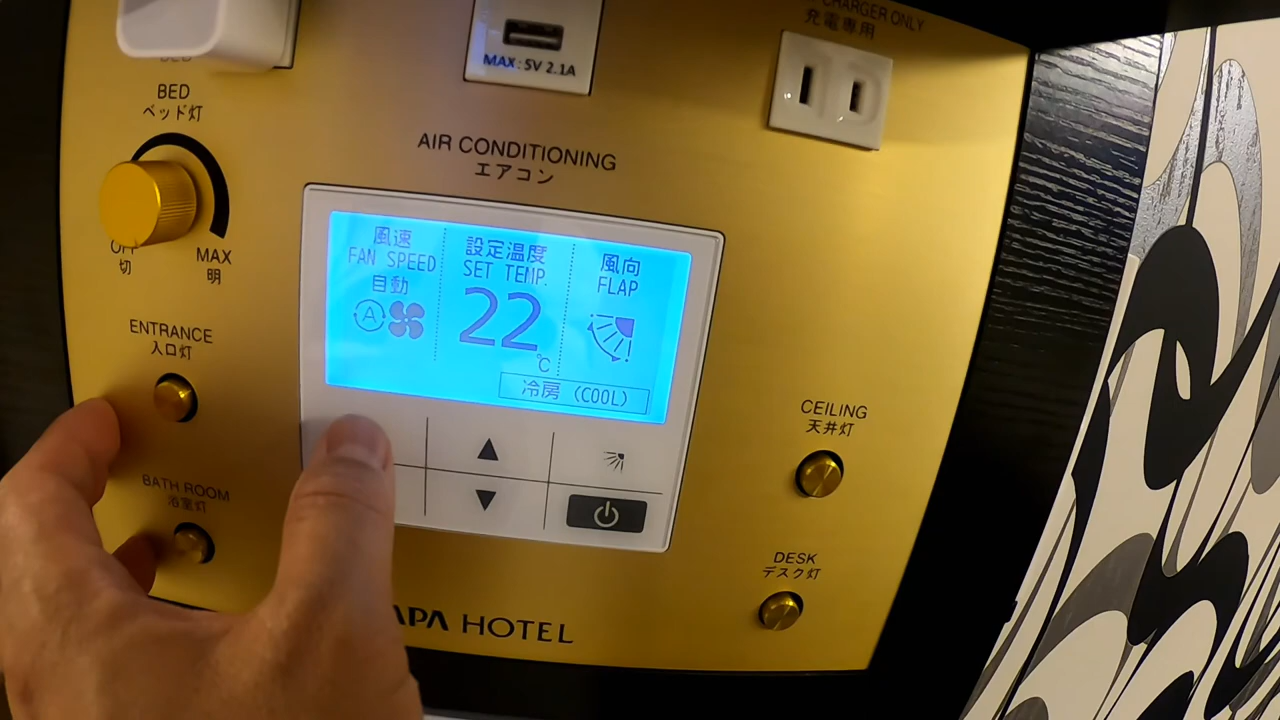 CHARGER ONLY
充電専用
MAX: 5V 2.1A
BED
BED
ベッド灯
OFF
切
MAX
明
AIR CONDITIONING
エアコン
風速
FAN SPEED
自動
A
設定温度
SET TEMP.
22
℃
風向
FLAP
冷房 (COOL)
ENTRANCE
入口灯
BATH ROOM
浴室灯
CEILING
天井灯
DESK
デスク灯
APA HOTEL